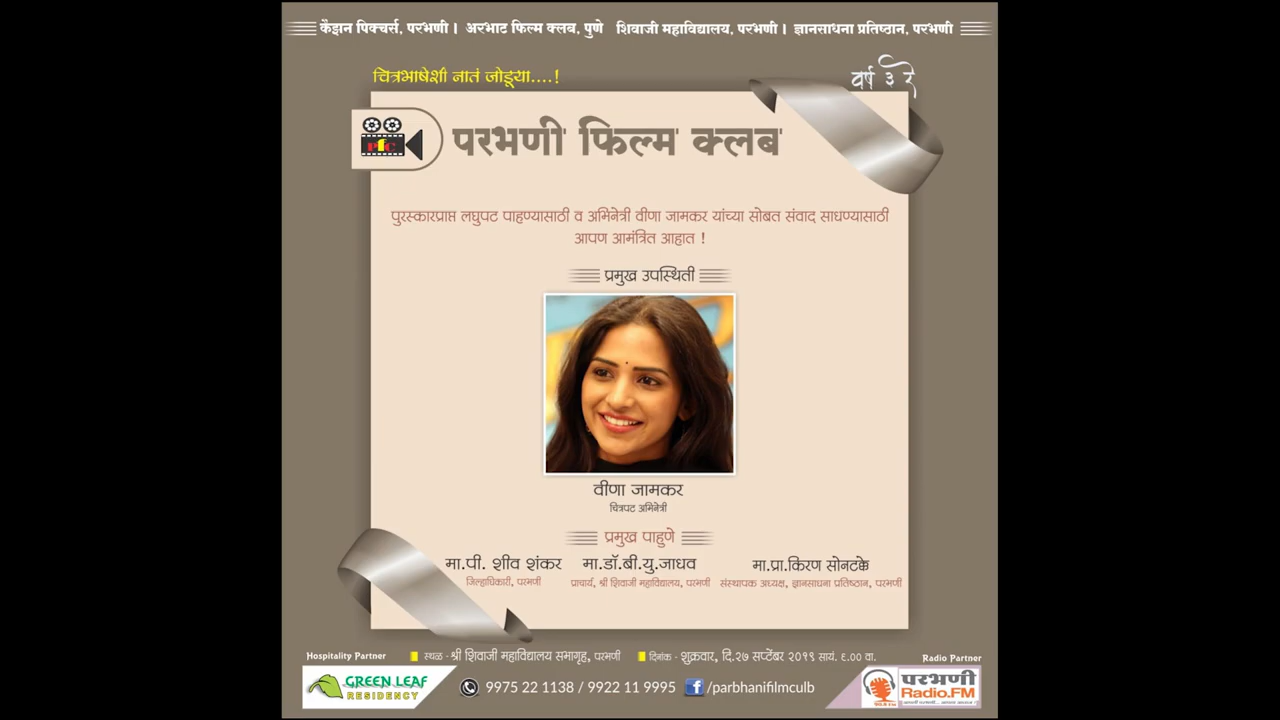 कैझन पिक्चर्स, परभणी । अरभाट फिल्म क्लब, पुणे शिवाजी महाविद्यालय, परभणी । ज्ञानसाधना प्रतिष्ठान, परभणी
चित्रभाषेशी नातं जोडूया....!
वर्ष ३ रे
PFC
परभणी फिल्म क्लब
पुरस्कारप्राप्त लघुपट पाहण्यासाठी व अभिनेत्री वीणा जामकर यांच्या सोबत संवाद साधण्यासाठी
आपण आमंत्रित आहात !
प्रमुख उपस्थिती
वीणा जामकर
चित्रपट अभिनेत्री
प्रमुख पाहुणे
मा.पी. शीव शंकर
जिल्हाधिकारी, परभणी
मा.डॉ.बी.यु.जाधव
प्राचार्य, श्री शिवाजी महाविद्यालय, परभणी
मा.प्रा.किरण सोनटक्के
संस्थापक अध्यक्ष, ज्ञानसाधना प्रतिष्ठान, परभणी
स्थळ - श्री शिवाजी महाविद्यालय सभागृह, परभणी दिनांक - शुक्रवार, दि.२७ सप्टेंबर २०१९ सायं. ६.०० वा.
Hospitality Partner
GREEN LEAF
RESIDENCY
9975 22 1138 / 9922 11 9995 f /parbhanifilmculb
Radio Partner
परभणी
Radio.FM